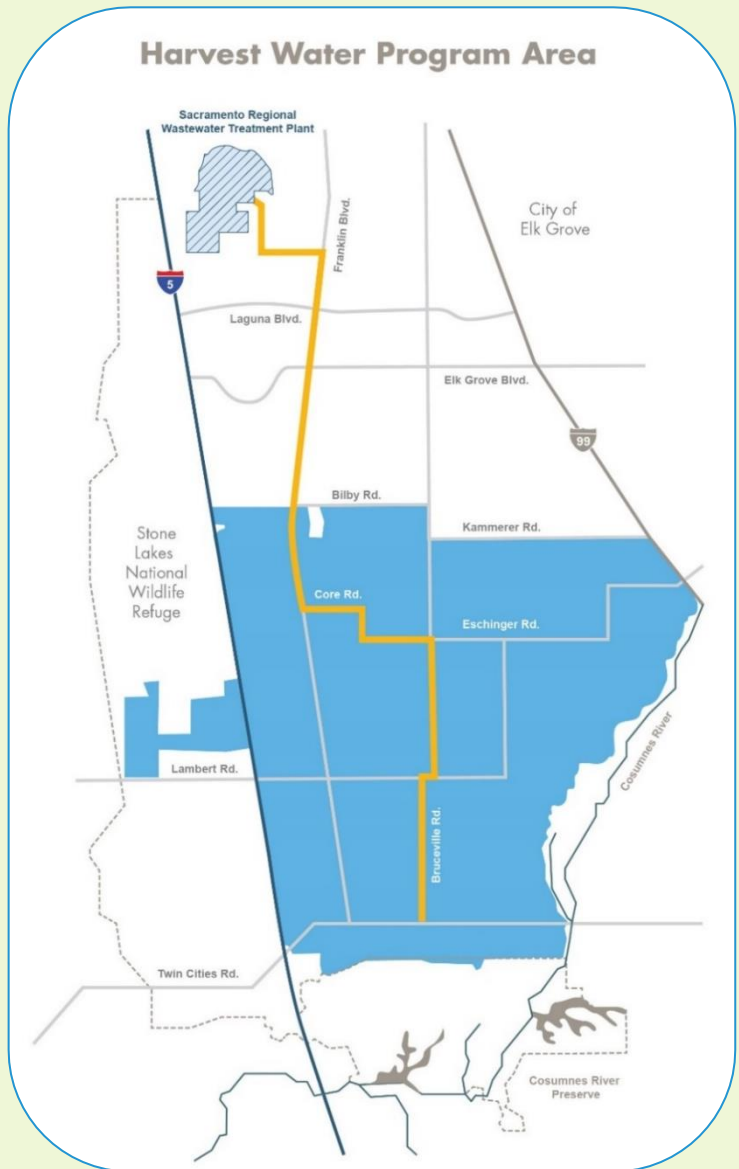 Harvest Water Program Area
Sacramento Regional
Wastewater Treatment Plant
Franklin Blvd.
City of
Elk Grove
5
Laguna Blvd.
Elk Grove Blvd.
99
Bilby Rd.
Kammerer Rd.
Stone
Lakes
National
Wildlife
Refuge
Core Rd.
Eschinger Rd.
Cosumnes River
Lambert Rd.
Bruceville Rd.
Twin Cities Rd.
Cosumnes River
Preserve